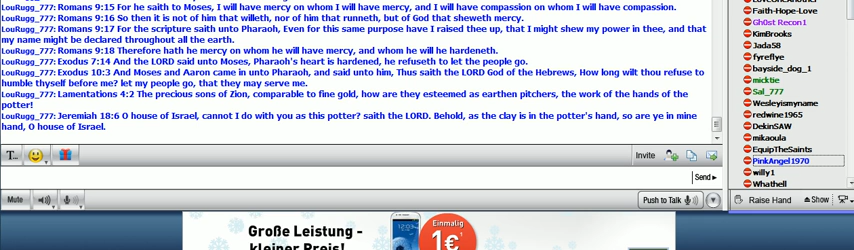 LouRugg_777: Romans 9:15 For he saith to Moses, I will have mercy on whom I will have mercy, and I will have compassion on whom I will have compassion.
LouRugg_777: Romans 9:16 So then it is not of him that willeth, nor of him that runneth, but of God that sheweth mercy.
LouRugg_777: Romans 9:17 For the scripture saith unto Pharaoh, Even for this same purpose have I raised thee up, that I might shew my power in thee, and that
my name might be declared throughout all the earth.
LouRugg_777: Romans 9:18 Therefore hath he mercy on whom he will have mercy, and whom he will he hardeneth.
LouRugg_777: Exodus 7:14 And the LORD said unto Moses, Pharaoh's heart is hardened, he refuseth to let the people go.
LouRugg_777: Exodus 10:3 And Moses and Aaron came in unto Pharaoh, and said unto him, Thus saith the LORD God of the Hebrews, How long wilt thou refuse to
humble thyself before me? let my people go, that they may serve me.
LouRugg_777: Lamentations 4:2 The precious sons of Zion, comparable to fine gold, how are they esteemed as earthen pitchers, the work of the hands of the
potter!
LouRugg_777: Jeremiah 18:6 O house of Israel, cannot I do with you as this potter? saith the LORD. Behold, as the clay is in the potter's hand, so are ye in mine
hand, O house of Israel.
T...
Invite
Send
Mute
Push to Talk
Faith-Hope-Love
Gh0st Recon1
KimBrooks
Jada58
fyreflye
bayside_dog_1
micktie
Sal_777
Wesleyismyname
redwine1965
DekinSAW
mikaoula
EquipTheSaints
PinkAngel1970
willy1
Whathell
Raise Hand
Show
Große Leistung -
kleiner Preis!
Einmalig
1€